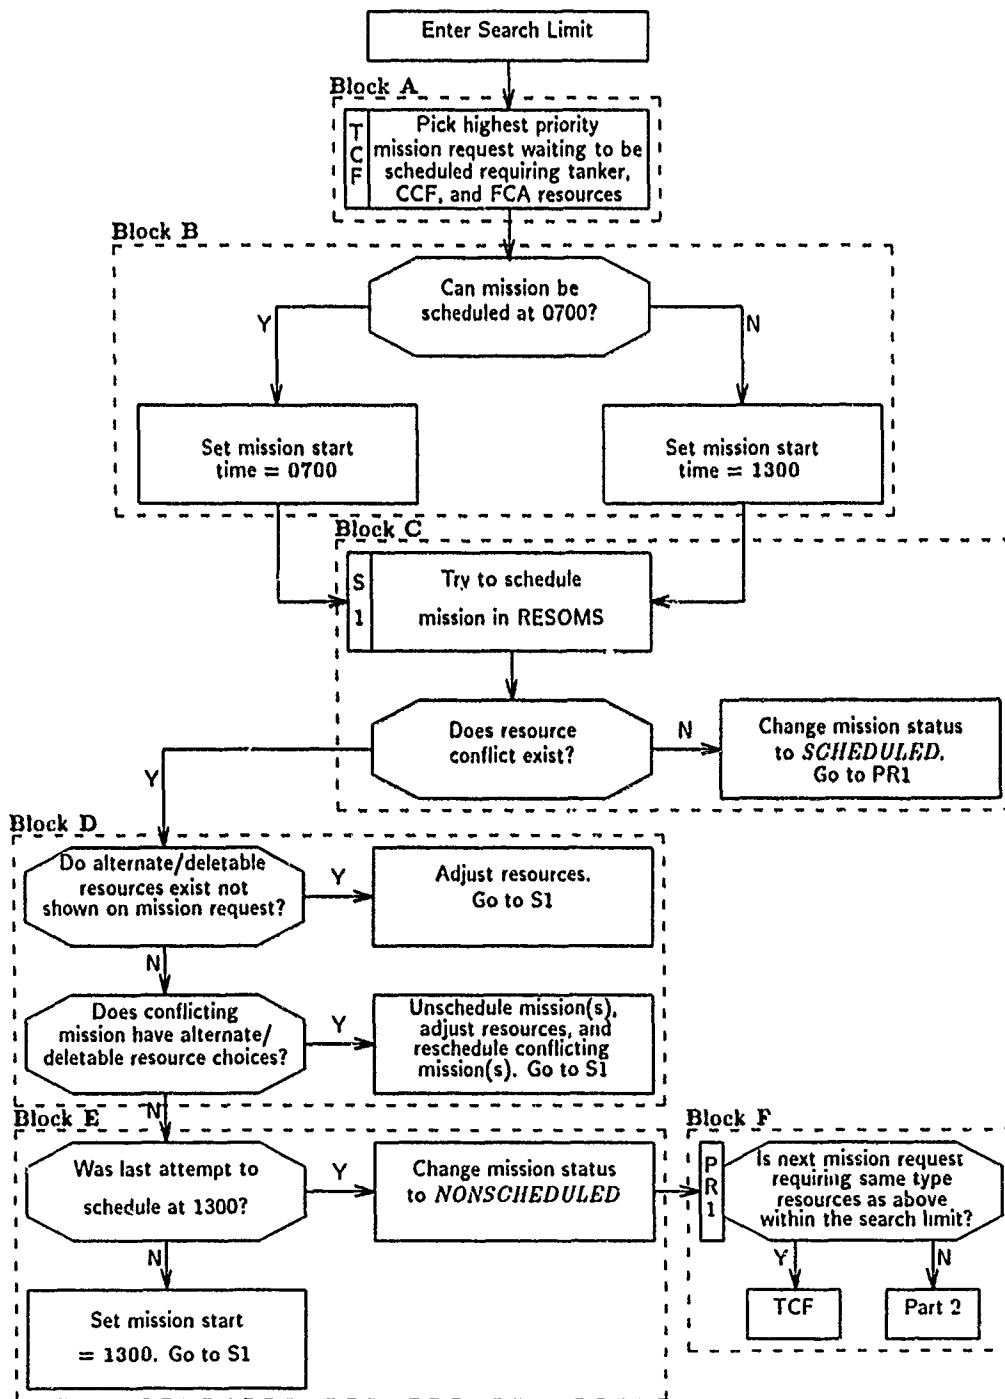 Enter Search Limit
Block A
T
C
F
Pick highest priority
mission request waiting to be
scheduled requiring tanker,
CCF, and FCA resources
Block B
Can mission be
scheduled at 0700?
Y
N
Set mission start
time = 0700
Set mission start
time = 1300
Block C
S
1
Try to schedule
mission in RESOMS
Does resource
conflict exist?
N
Change mission status
to SCHEDULED.
Go to PR1
Y
Block D
Do alternate/deletable
resources exist not
shown on mission request?
Y
Adjust resources.
Go to S1
N
Does conflicting
mission have alternate/
deletable resource choices?
Y
Unschedule mission(s),
adjust resources, and
reschedule conflicting
mission(s). Go to S1
N
Block E
Was last attempt to
schedule at 1300?
Y
Change mission status
to NONSCHEDULED
N
Set mission start
= 1300. Go to S1
Block F
P
R
1
Is next mission request
requiring same type
resources as above
within the search limit?
Y
N
TCF
Part 2